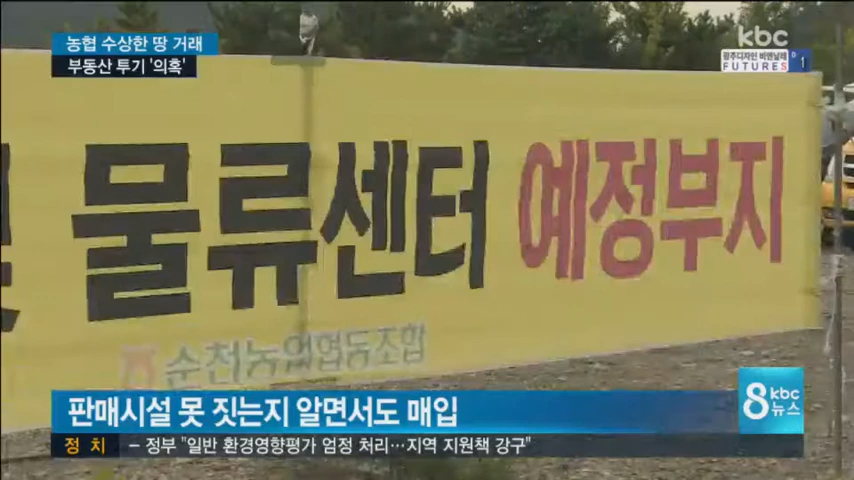 농협 수상한 땅 거래
부동산 투기 '의혹'
kbc
광주디자인 비엔날레
FUTURES
D 1
물류센터 예정부지
순천농업협동조합
판매시설 못 짓는지 알면서도 매입
8 kbc
뉴스
정 치 – 정부 "일반 환경영향평가 엄정 처리…지역 지원책 강구"